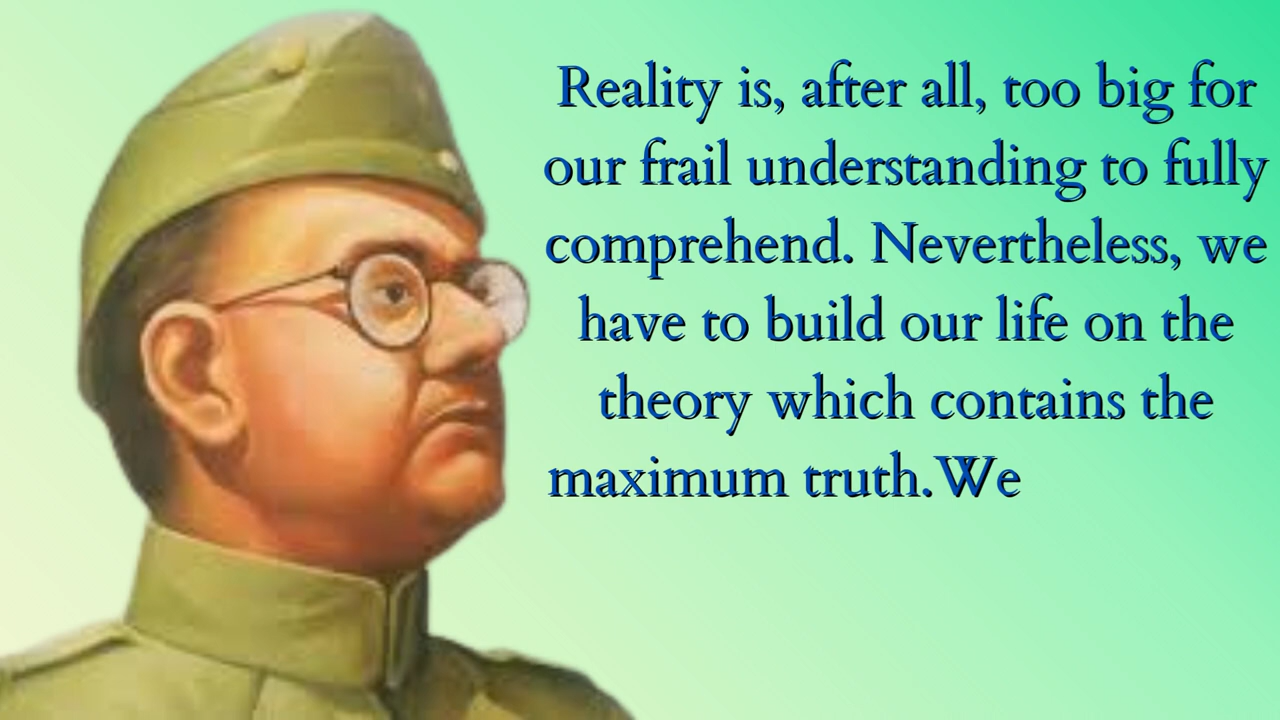 Reality is, after all, too big for
our frail understanding to fully
comprehend. Nevertheless, we
have to build our life on the
theory which contains the
maximum truth.We